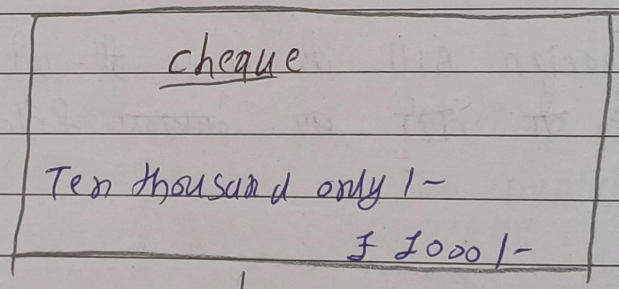 cheque
Ten thousand only /-
₹ 1000/-